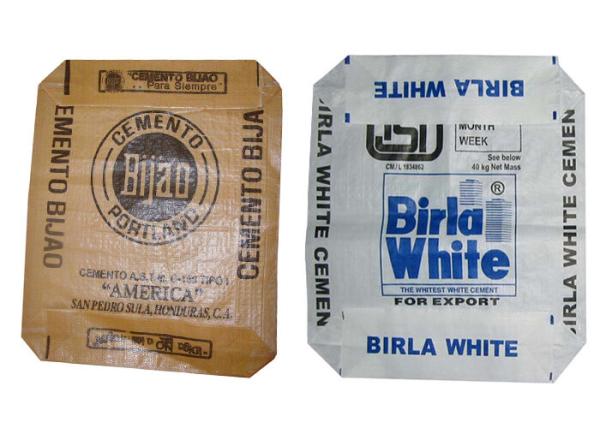 "CEMENTO BIJAO
..Para Siempre"
EMENTO BIJAO
CEMENTO BIJA
CEMENTO
Bijao
PORTLAND
CEMENTO A.S.T.M. C-150 TIPO I
"AMERICA"
SAN PEDRO SULA, HONDURAS, C.A.
BIRLA WHITE
IRLA WHITE CEMEN
IRLA WHITE CEMEN
ISI
MONTH
WEEK
See below
40 kg Net Mass
CM/L 1834862
Birla
White
®
THE WHITEST WHITE CEMENT
FOR EXPORT
BIRLA WHITE